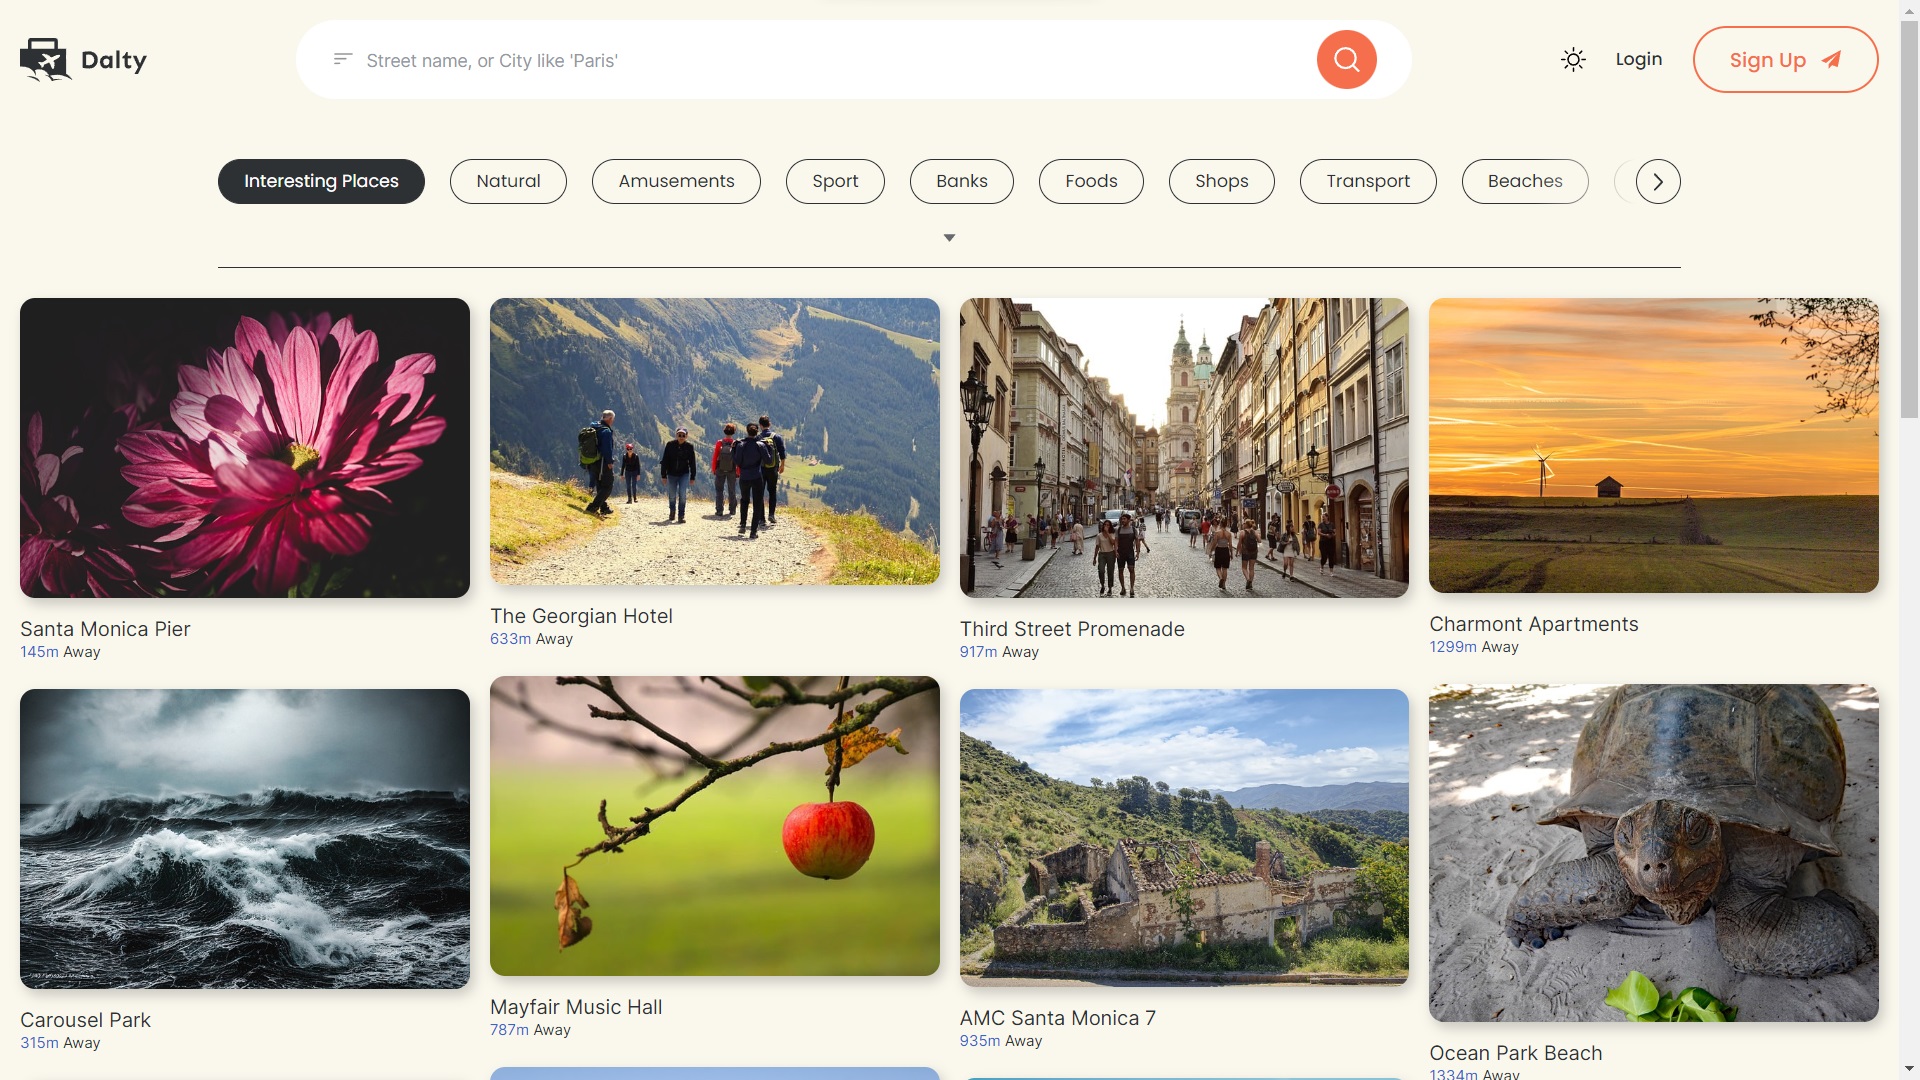 Dalty
Street name, or City like 'Paris'
Login
Sign Up
Interesting Places
Natural
Amusements
Sport
Banks
Foods
Shops
Transport
Beaches
Santa Monica Pier
145m Away
The Georgian Hotel
633m Away
Third Street Promenade
917m Away
Charmont Apartments
1299m Away
Carousel Park
315m Away
Mayfair Music Hall
787m Away
AMC Santa Monica 7
935m Away
Ocean Park Beach
1334m Away